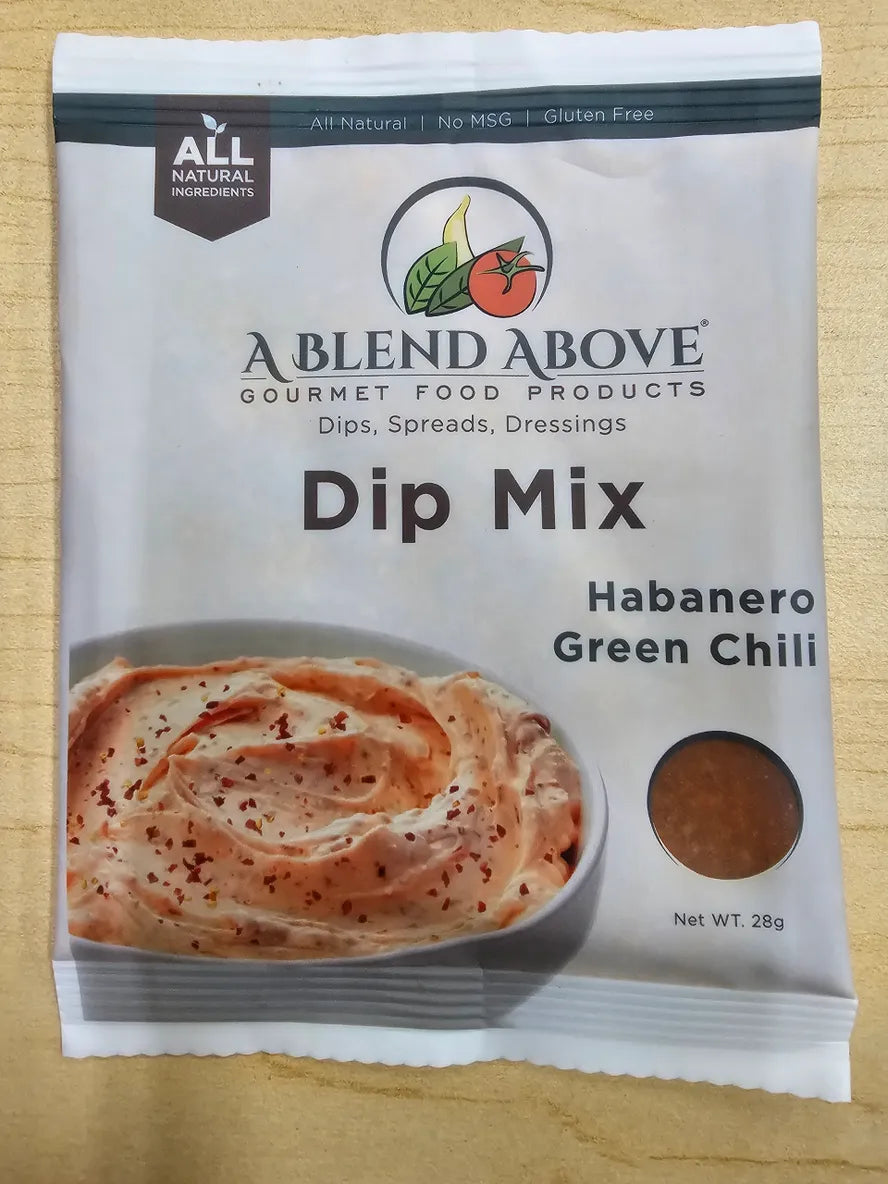 All Natural | No MSG | Gluten Free
ALL
NATURAL
INGREDIENTS
A BLEND ABOVE®
GOURMET FOOD PRODUCTS
Dips, Spreads, Dressings
Dip Mix
Habanero
Green Chili
Net WT. 28g